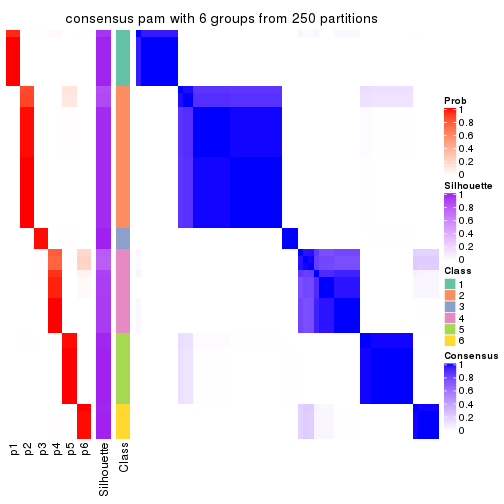 consensus pam with 6 groups from 250 partitions
Prob
1
0.8
0.6
0.4
0.2
0
Silhouette
1
0.8
0.6
0.4
0.2
0
Class
1
2
3
4
5
6
Consensus
1
0.8
0.6
0.4
0.2
0
p1
p2
p3
p4
p5
p6
Silhouette
Class